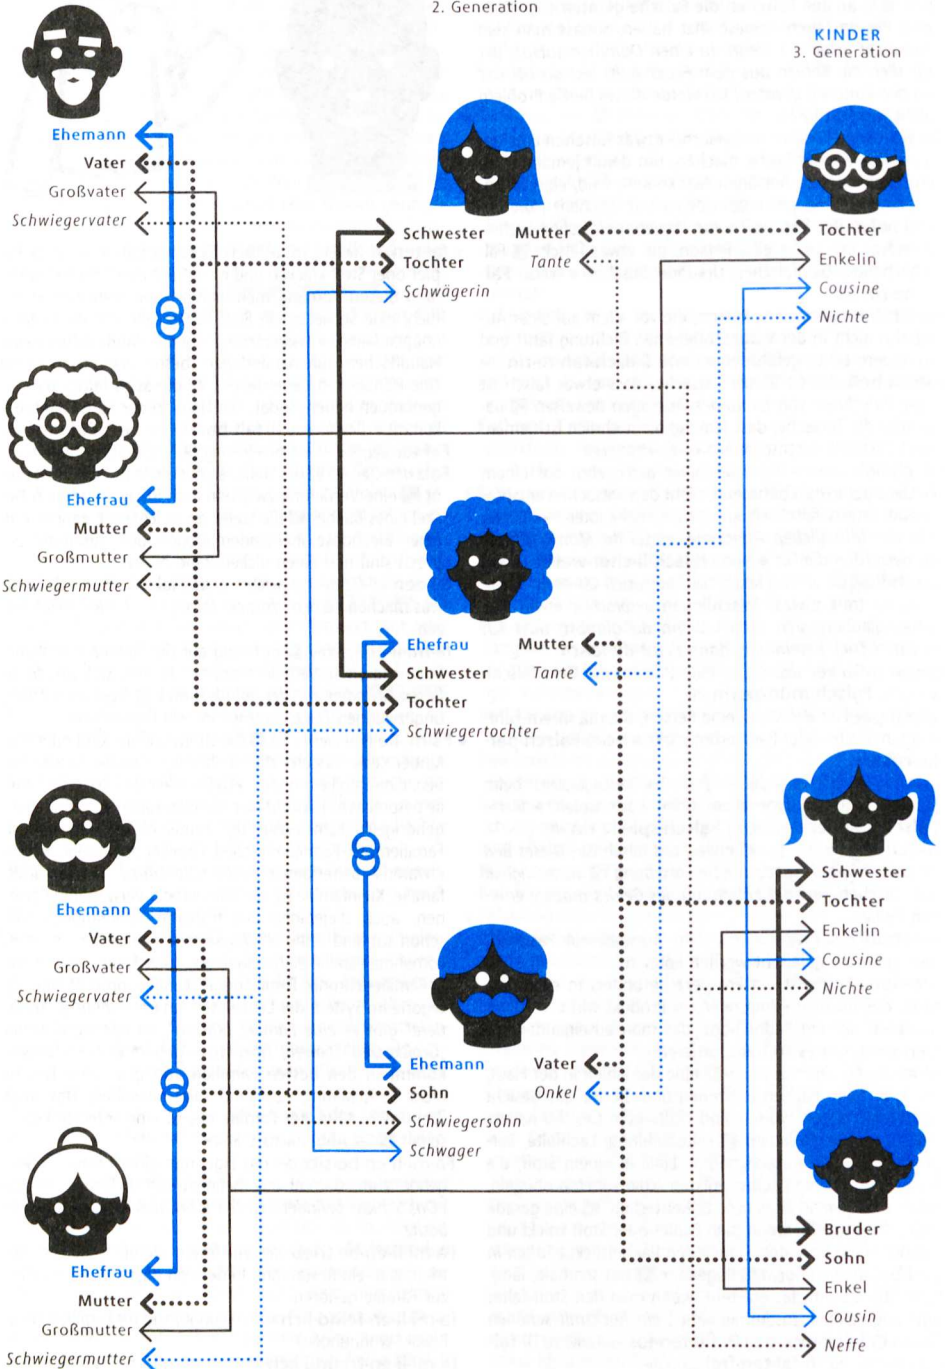 2. Generation
KINDER
3. Generation
Ehemann
Vater
Großvater
Schwiegervater
Schwester
Tochter
Schwägerin
Mutter
Tante
Tochter
Enkelin
Cousine
Nichte
Ehefrau
Mutter
Großmutter
Schwiegermutter
Ehefrau
Schwester
Tochter
Schwiegertochter
Mutter
Tante
Schwester
Tochter
Enkelin
Cousine
Nichte
Ehemann
Vater
Großvater
Schwiegervater
Ehemann
Sohn
Schwiegersohn
Schwager
Vater
Onkel
Ehefrau
Mutter
Großmutter
Schwiegermutter
Bruder
Sohn
Enkel
Cousin
Neffe